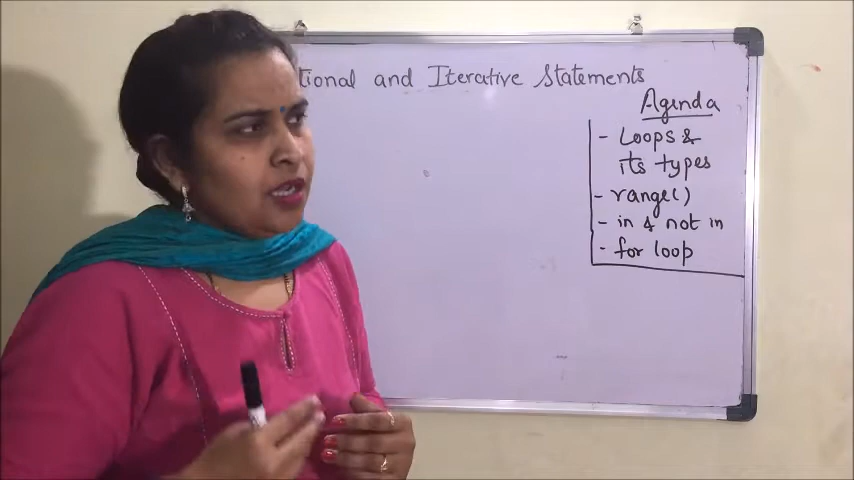 tional and Iterative Statements
Agenda
- Loops &
its types
- range()
- in & not in
- for loop